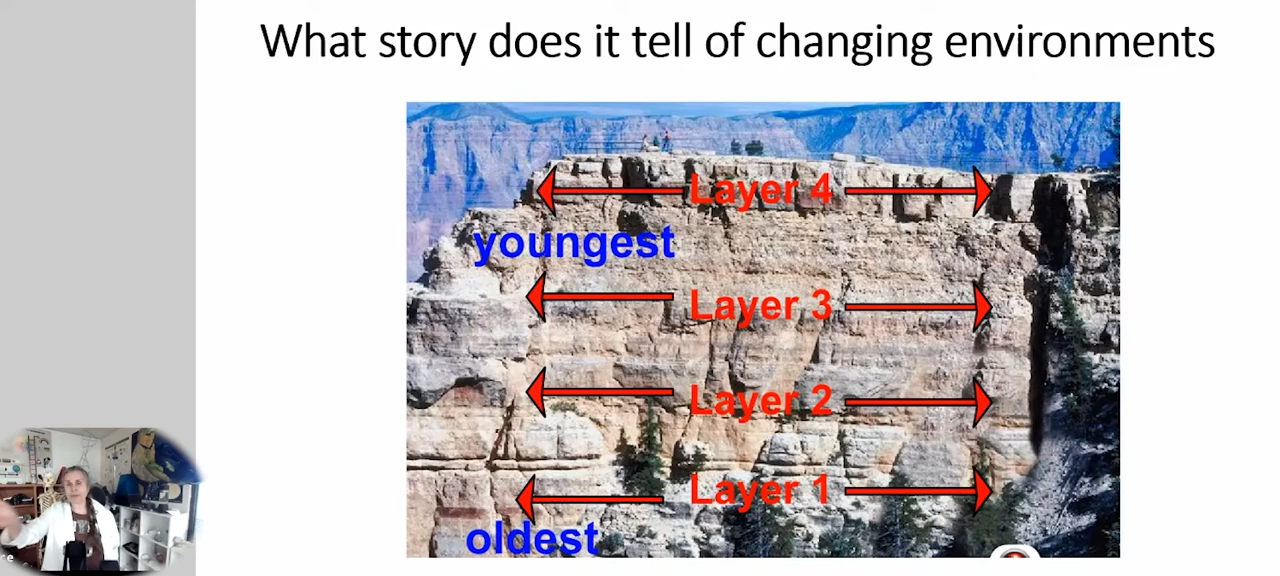 What story does it tell of changing environments
Layer 4
youngest
Layer 3
Layer 2
Layer 1
oldest